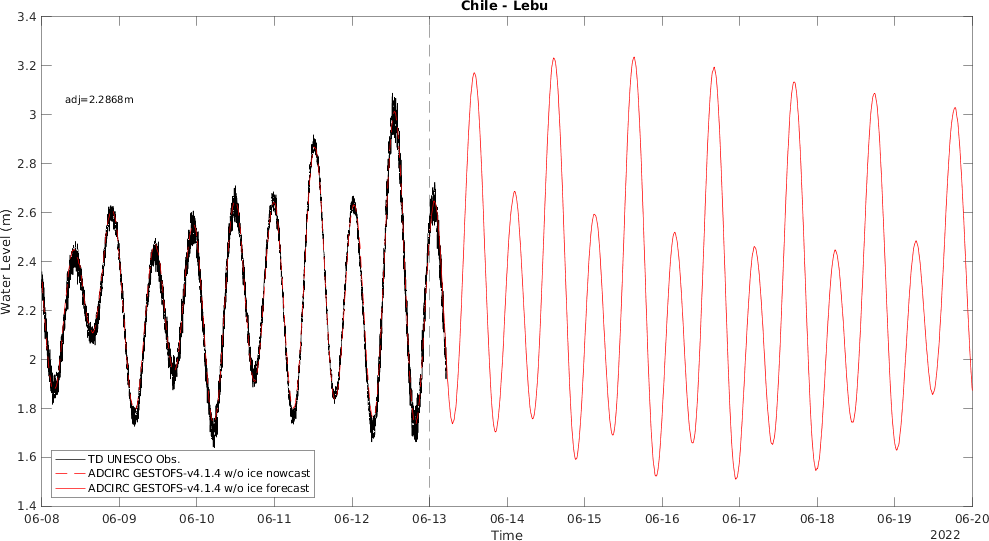 Chile - Lebu
3.4
3.2
3
2.8
2.6
2.4
2.2
2
1.8
1.6
1.4
Water Level (m)
adj=2.2868m
TD UNESCO Obs.
ADCIRC GESTOFS-v4.1.4 w/o ice nowcast
ADCIRC GESTOFS-v4.1.4 w/o ice forecast
06-08 06-09 06-10 06-11 06-12 06-13 06-14 06-15 06-16 06-17 06-18 06-19 06-20
Time
2022